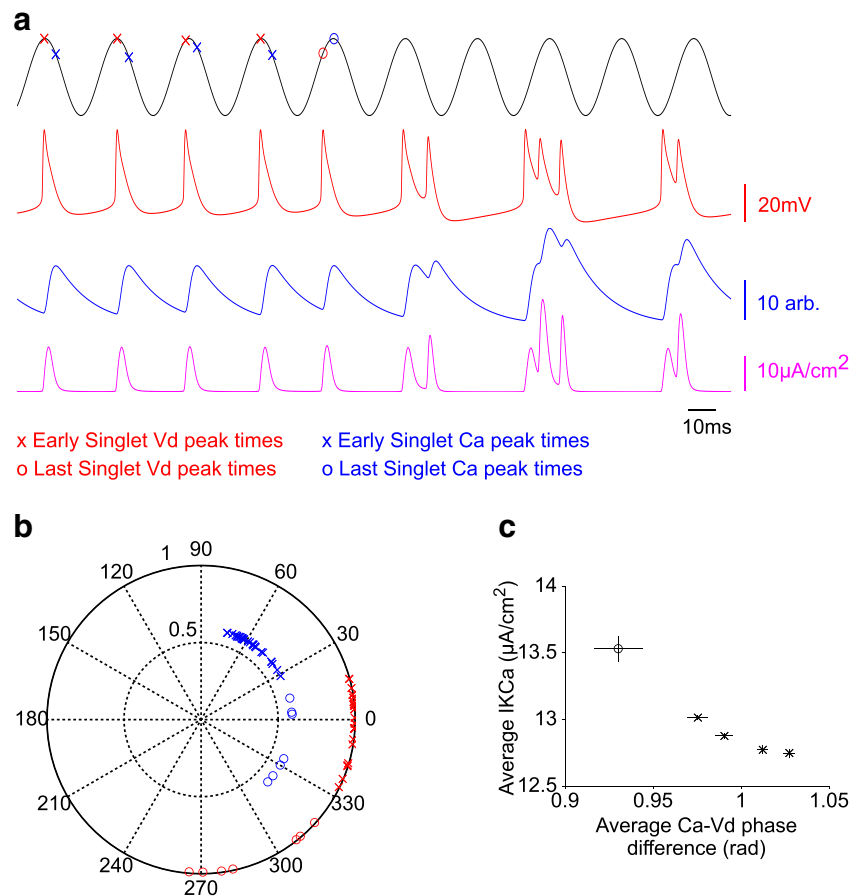 a
20mV
10 arb.
10µA/cm²
10ms
x Early Singlet Vd peak times
x Early Singlet Ca peak times
o Last Singlet Vd peak times
o Last Singlet Ca peak times
b
90
1
120
60
0.5
150
30
180
0
210
330
240
300
270
c
14
13.5
13
12.5
Average IKCa (µA/cm²)
0.9
0.95
1
1.05
Average Ca-Vd phase
difference (rad)